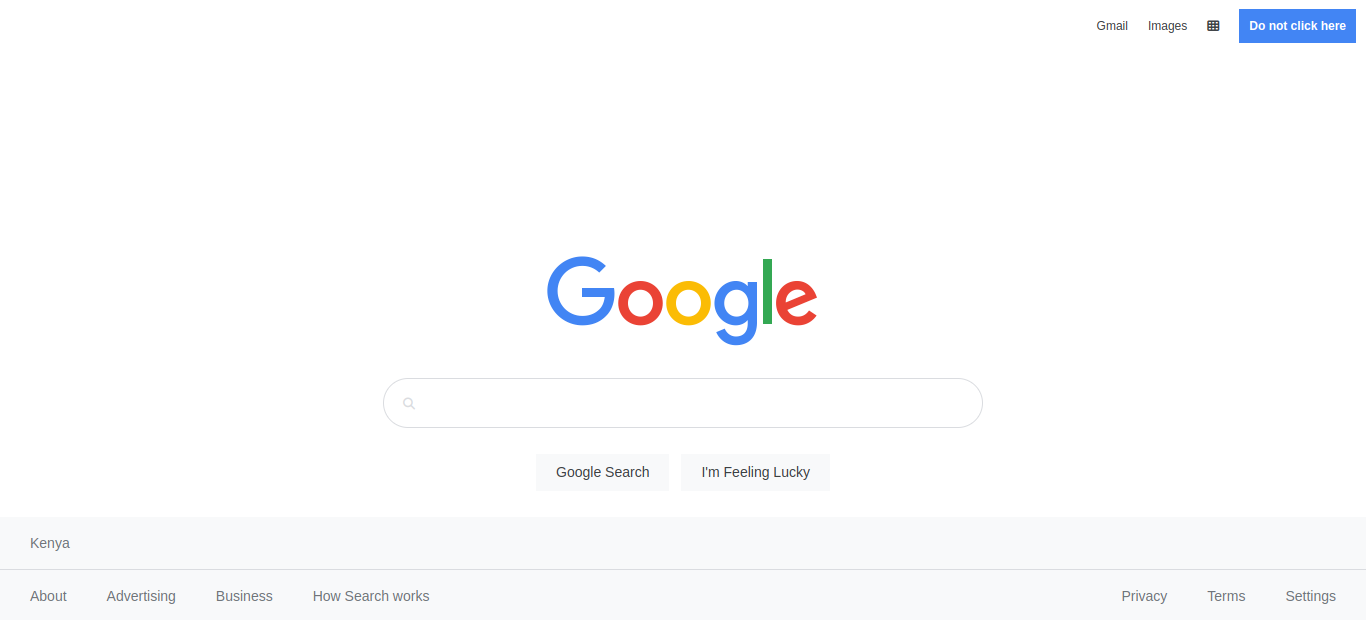 Gmail Images Do not click here
Google
Google Search I'm Feeling Lucky
Kenya
About Advertising Business How Search works Privacy Terms Settings